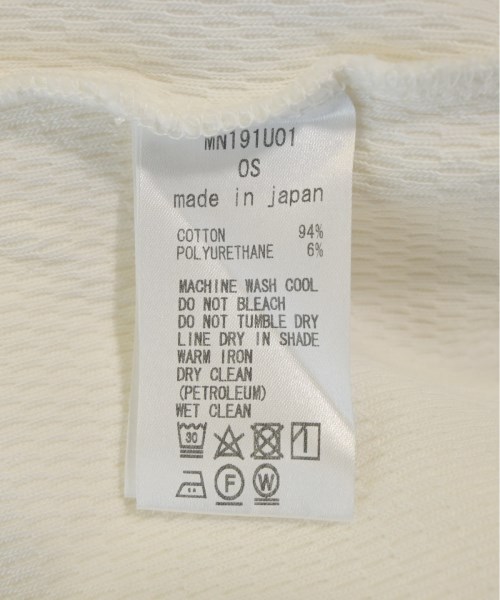 MN191U01
OS
made in japan
COTTON 94%
POLYURETHANE 6%
MACHINE WASH COOL
DO NOT BLEACH
DO NOT TUMBLE DRY
LINE DRY IN SHADE
WARM IRON
DRY CLEAN
(PETROLEUM)
WET CLEAN
30
F W